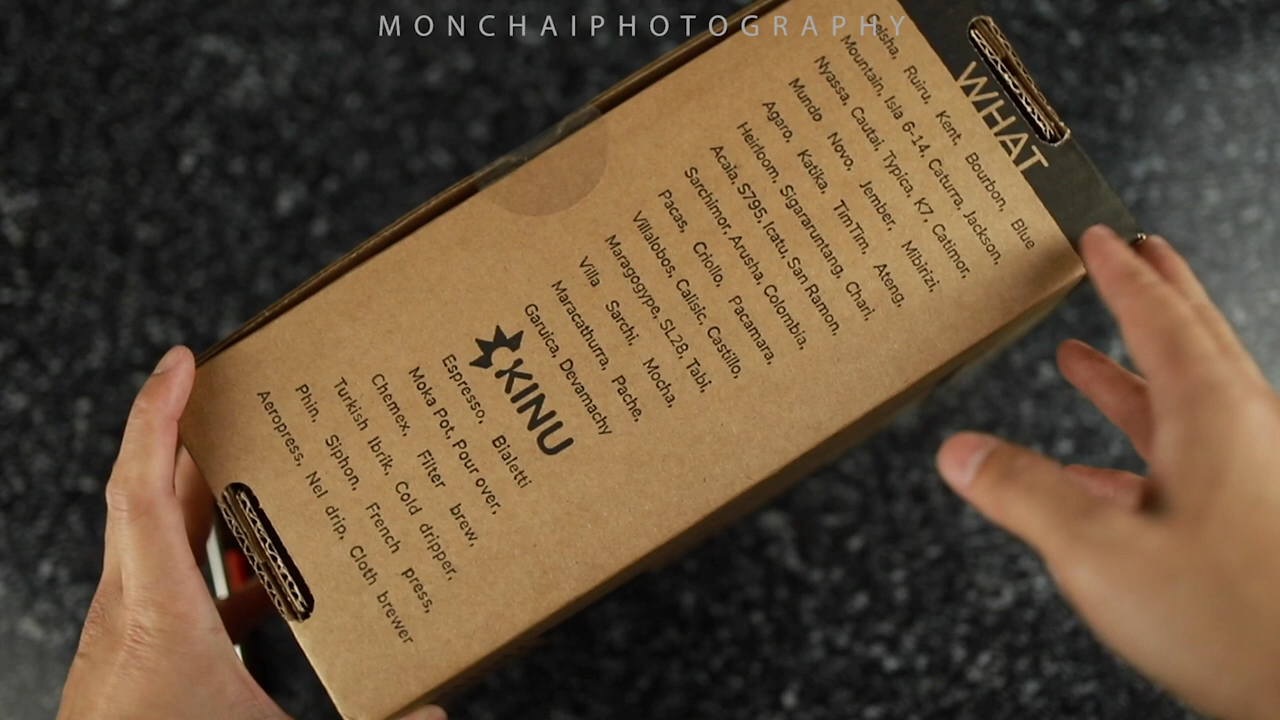 MONCHAIPHOTOGRAPHY
WHAT
Geisha, Ruiru, Kent, Bourbon, Blue
Mountain, Isla 6-14, Caturra, Jackson,
Nyassa, Cautai, Typica, K7, Catimor,
Mundo Novo, Jember, Mibirizi,
Agaro, Katika, TimTim, Ateng,
Heirloom, Sigararuntang, Chari,
Acaia, S795, Icatu, San Ramon,
Sarchimor, Arusha, Colombia,
Pacas, Criollo, Pacamara,
Villalobos, Calisic, Castillo,
Maragogype, SL28, Tabi,
Villa Sarchi, Mocha,
Maracathurra, Pache,
Garuica, Devamachy
KINU
Espresso, Bialetti
Moka Pot, Pour over,
Chemex, Filter brew,
Turkish Ibrik, Cold dripper,
Phin, Siphon, French press,
Aeropress, Nel drip, Cloth brewer